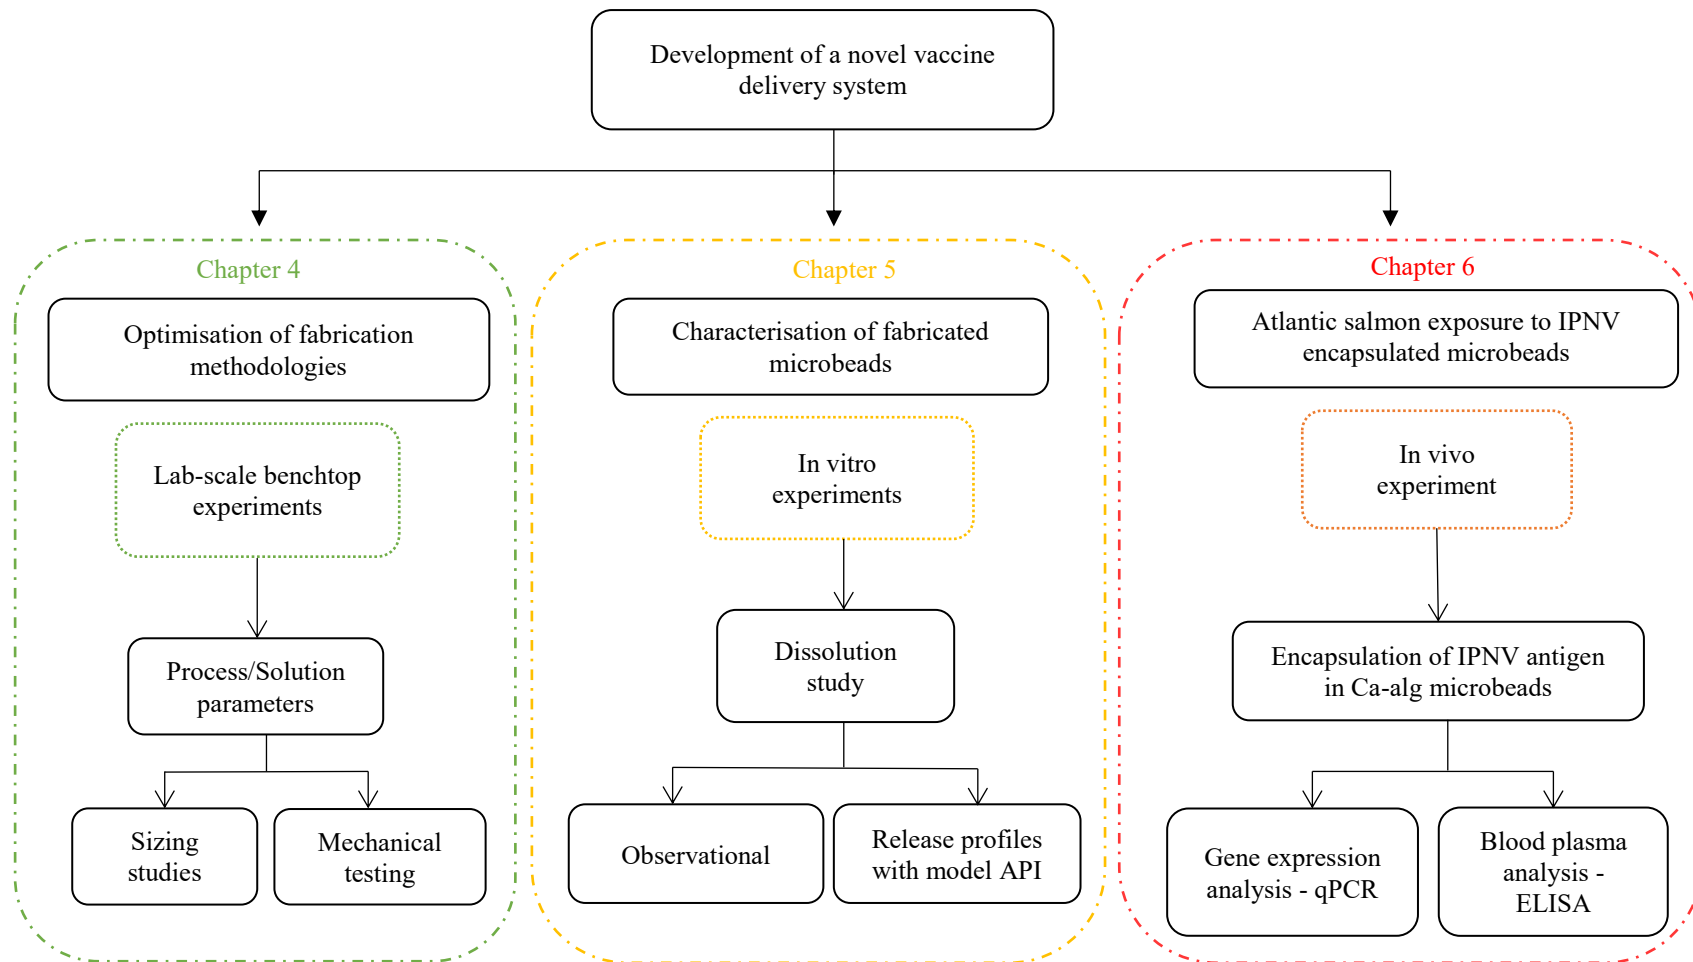 Development of a novel vaccine
delivery system
Chapter 4
Optimisation of fabrication
methodologies
Lab-scale benchtop
experiments
Process/Solution
parameters
Sizing
studies
Mechanical
testing
Chapter 5
Characterisation of fabricated
microbeads
In vitro
experiments
Dissolution
study
Observational
Release profiles
with model API
Chapter 6
Atlantic salmon exposure to IPNV
encapsulated microbeads
In vivo
experiment
Encapsulation of IPNV antigen
in Ca-alg microbeads
Gene expression
analysis - qPCR
Blood plasma
analysis -
ELISA